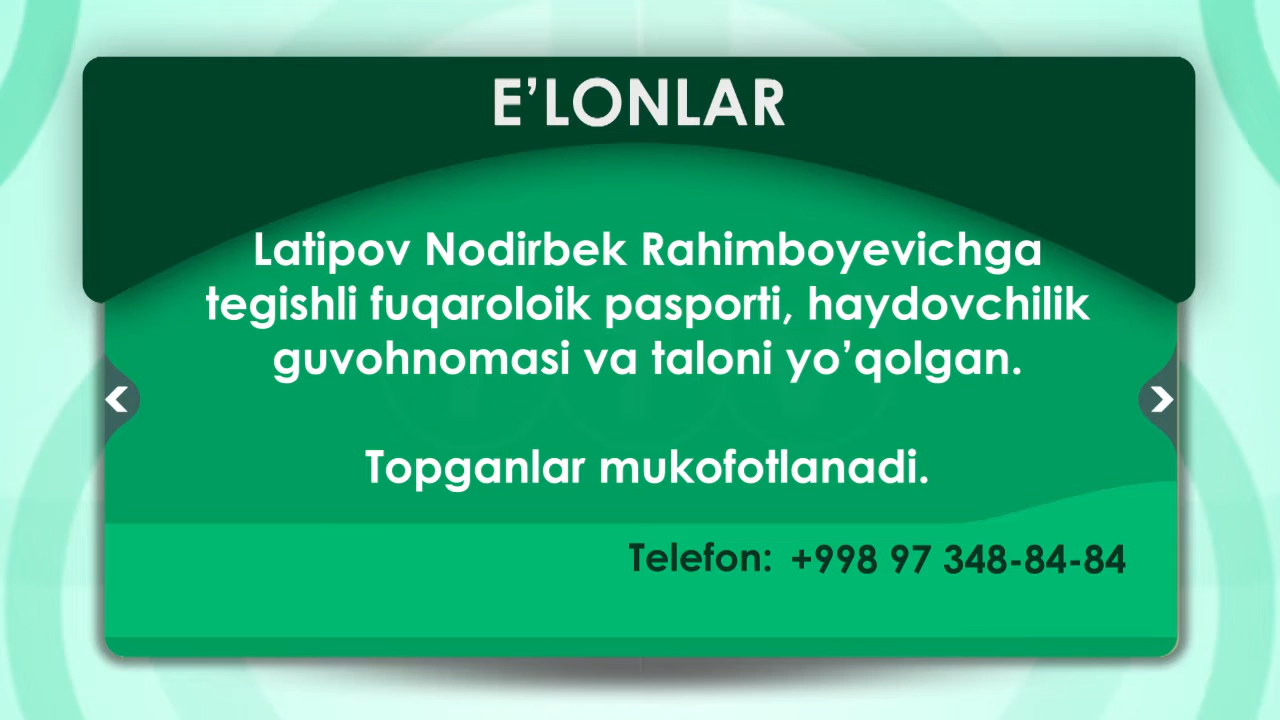 E’LONLAR
Latipov Nodirbek Rahimboyevichga
tegishli fuqaroloik pasporti, haydovchilik
guvohnomasi va taloni yo’qolgan.
Topganlar mukofotlanadi.
Telefon: +998 97 348-84-84